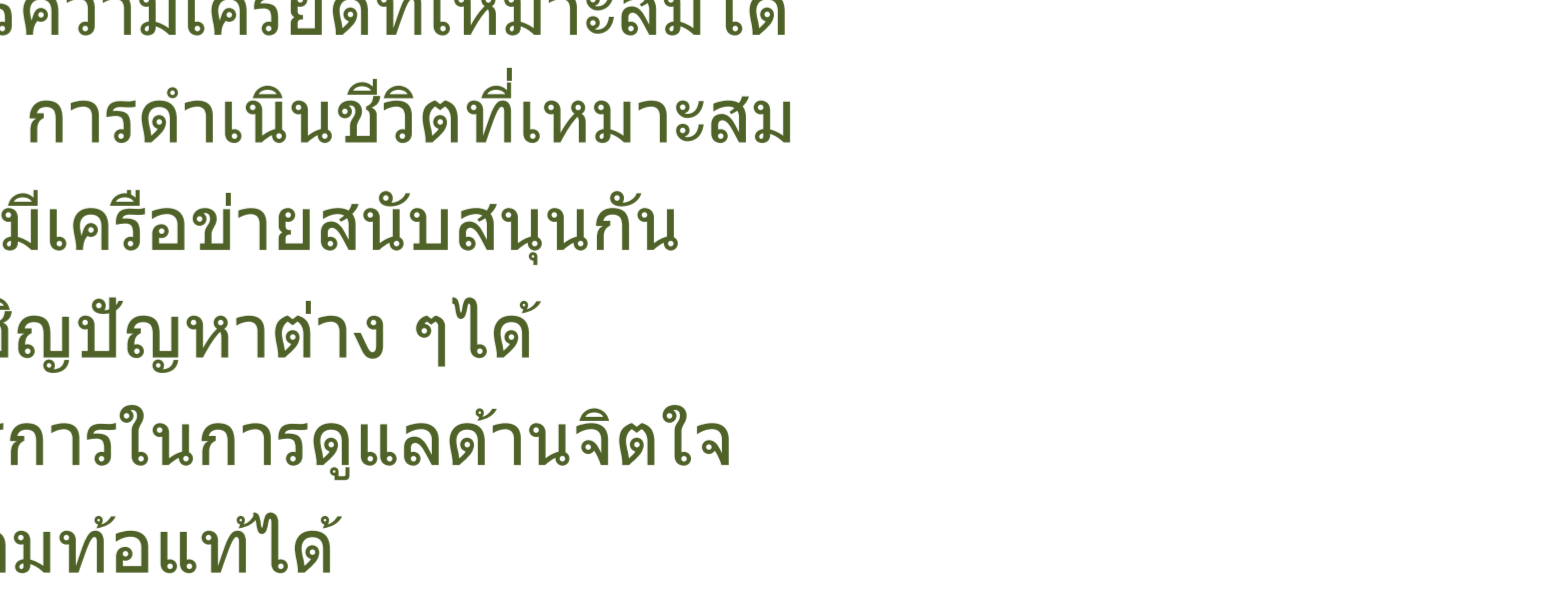 ความเครียดที่เหมาะสมได้
การดำเนินชีวิตที่เหมาะสม
มีเครือข่ายสนับสนุนกัน
ปัญหาต่าง ๆได้
การในการดูแลด้านจิตใจ
ท้อแท้ได้